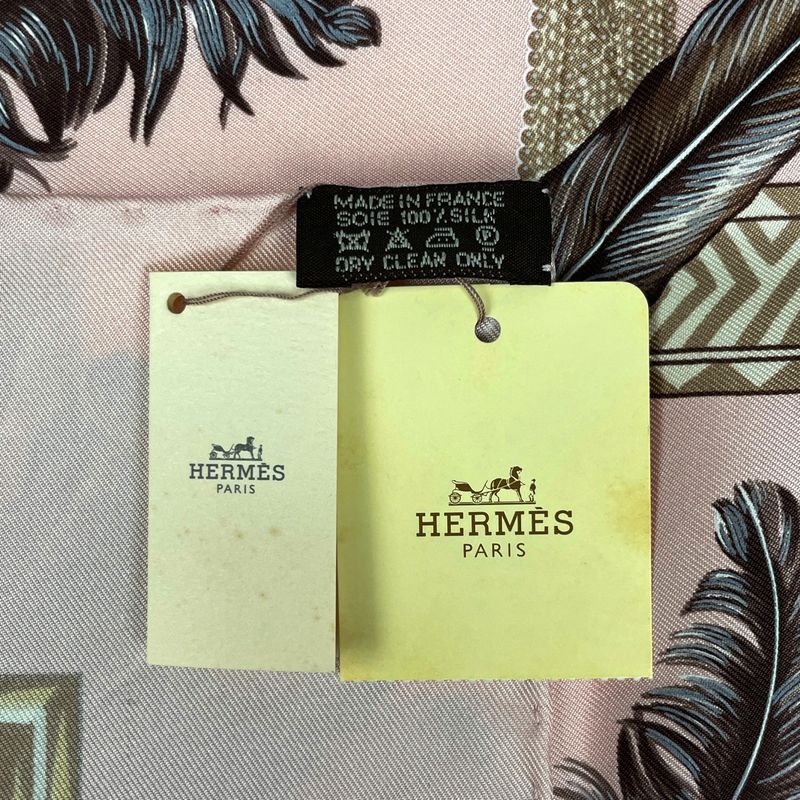 MADE IN FRANCE
SOIE 100% SILK
P
DRY CLEAN ONLY
HERMÈS
PARIS
HERMÈS
PARIS